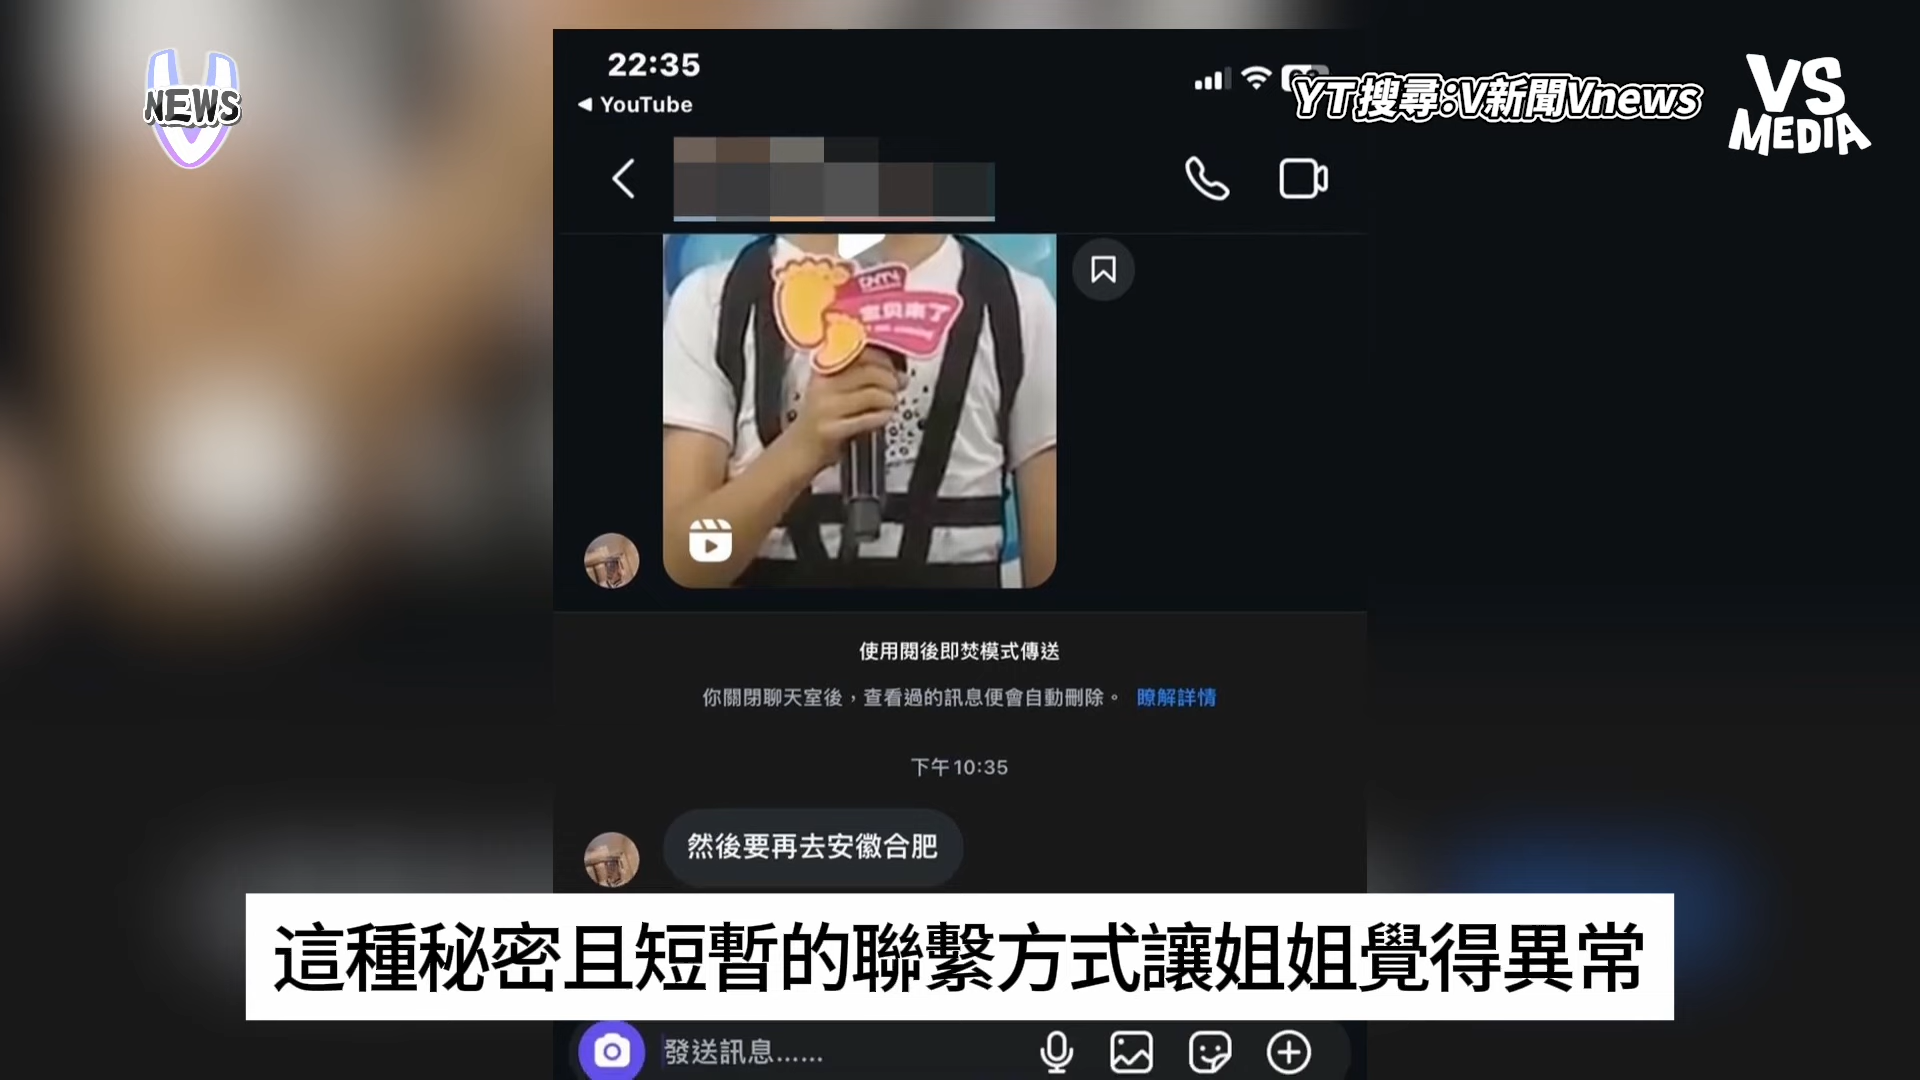 22:35
YouTube
NEWS
YT搜尋:V新聞Vnews
VS
MEDIA
宝贝来了
使用閱後即焚模式傳送
你關閉聊天室後，查看過的訊息便會自動刪除。 瞭解詳情
下午10:35
然後要再去安徽合肥
這種秘密且短暫的聯繫方式讓姐姐覺得異常
發送訊息......